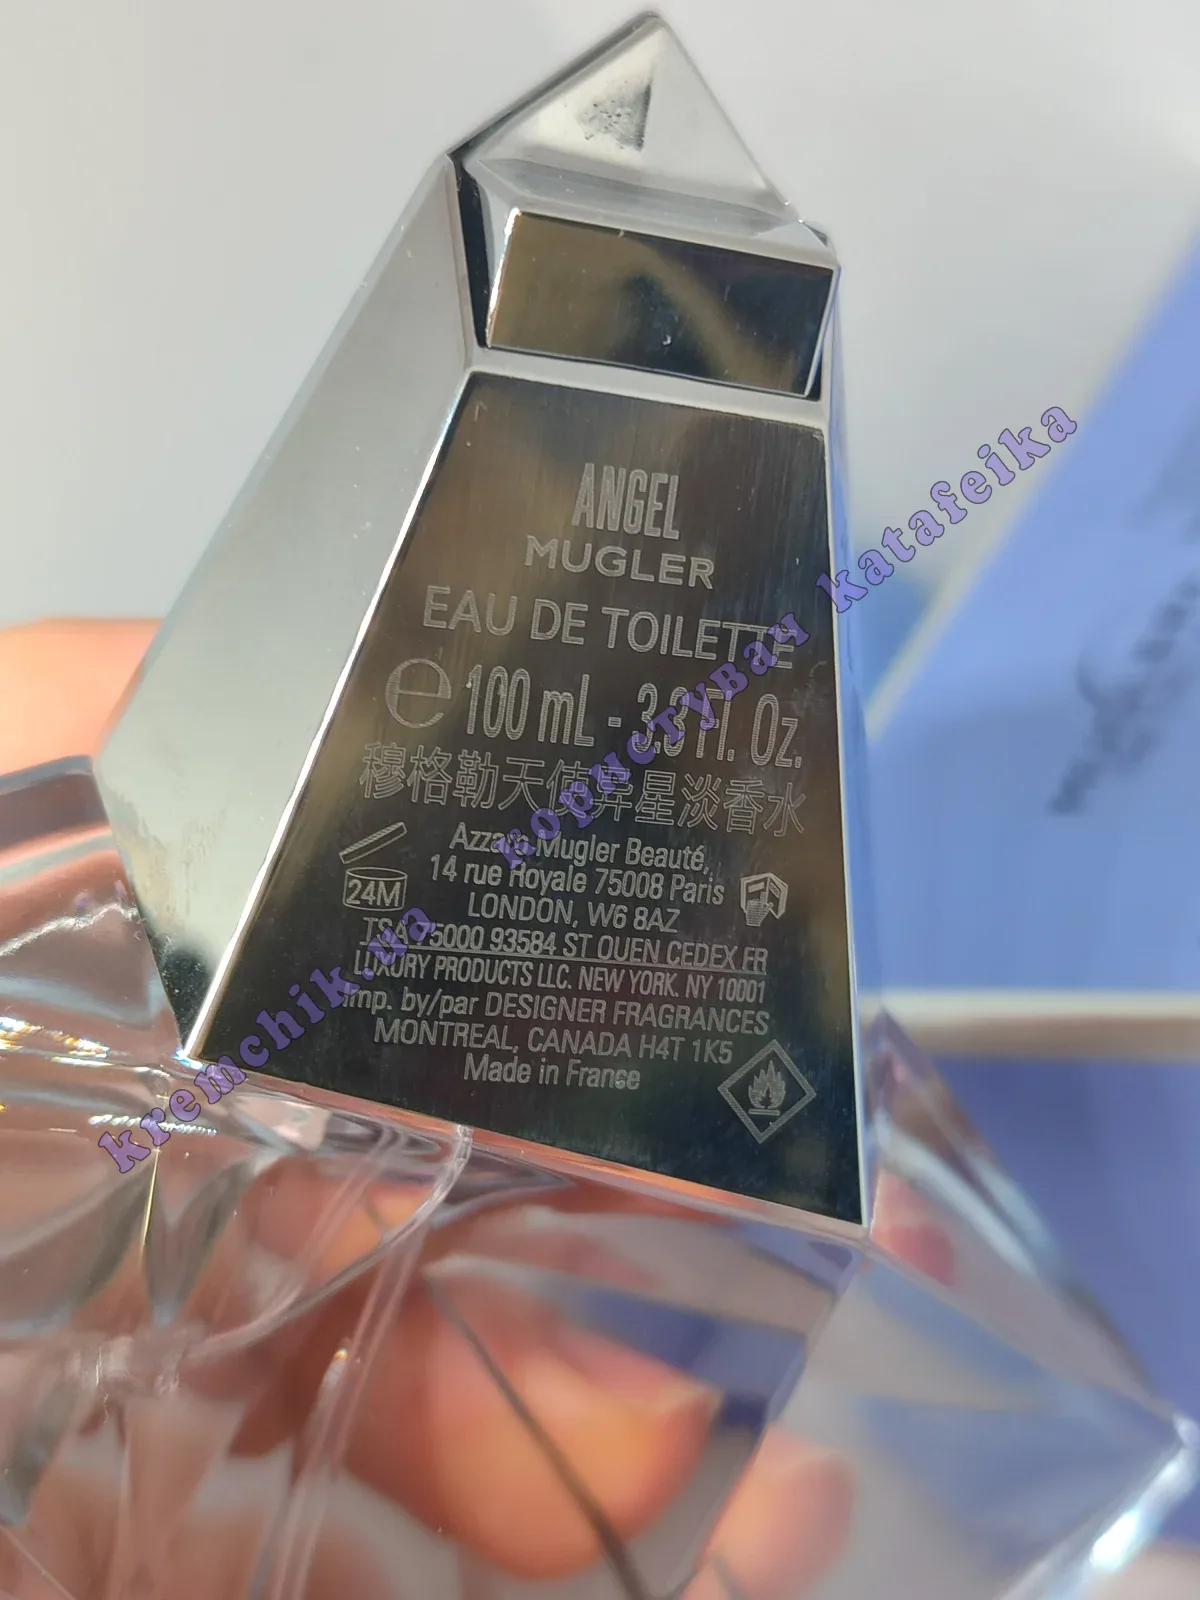 ANGEL
MUGLER
EAU DE TOILETTE
℮ 100 mL - 3.3 Fl. Oz.
穆格勒天使异星淡香水
Azzaro Mugler Beauté,
14 rue Royale 75008 Paris
24M
LONDON, W6 8AZ
TSA 75000 93584 ST OUEN CEDEX FR
LUXURY PRODUCTS LLC. NEW YORK. NY 10001
Imp. by/par DESIGNER FRAGRANCES
MONTREAL, CANADA H4T 1K5
Made in France
kremchik.ua користувач katafeika